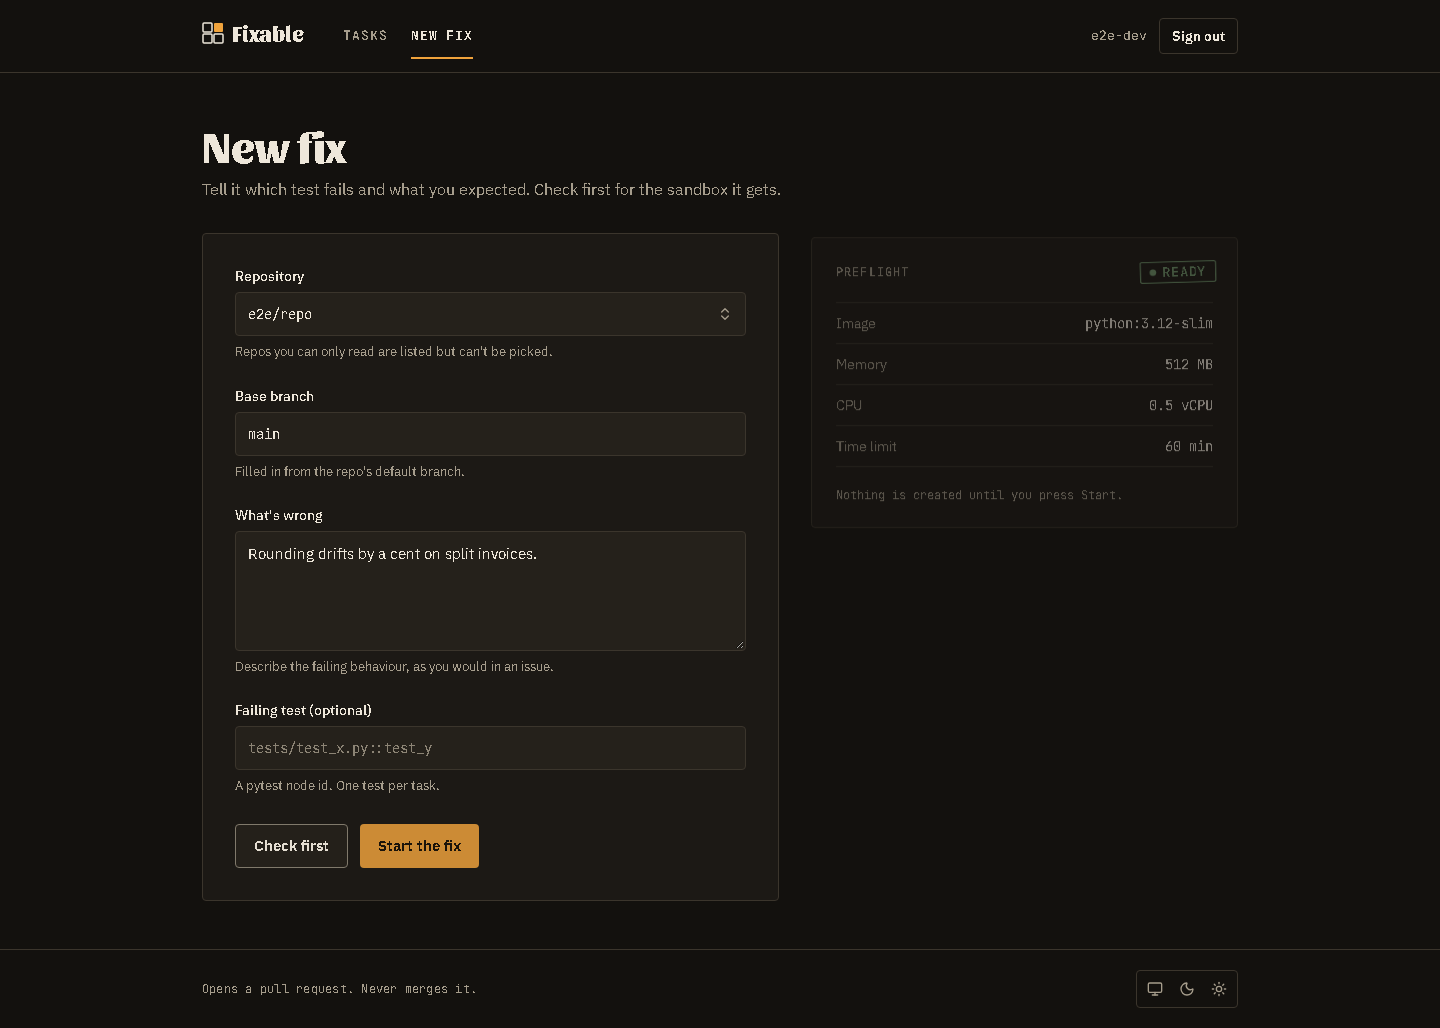 Fixable
TASKS
NEW FIX
e2e-dev
Sign out
New fix
Tell it which test fails and what you expected. Check first for the sandbox it gets.
Repository
e2e/repo
Repos you can only read are listed but can't be picked.
Base branch
main
Filled in from the repo's default branch.
What's wrong
Rounding drifts by a cent on split invoices.
Describe the failing behaviour, as you would in an issue.
Failing test (optional)
tests/test_x.py::test_y
A pytest node id. One test per task.
Check first
Start the fix
PREFLIGHT
READY
Image python:3.12-slim
Memory 512 MB
CPU 0.5 vCPU
Time limit 60 min
Nothing is created until you press Start.
Opens a pull request. Never merges it.